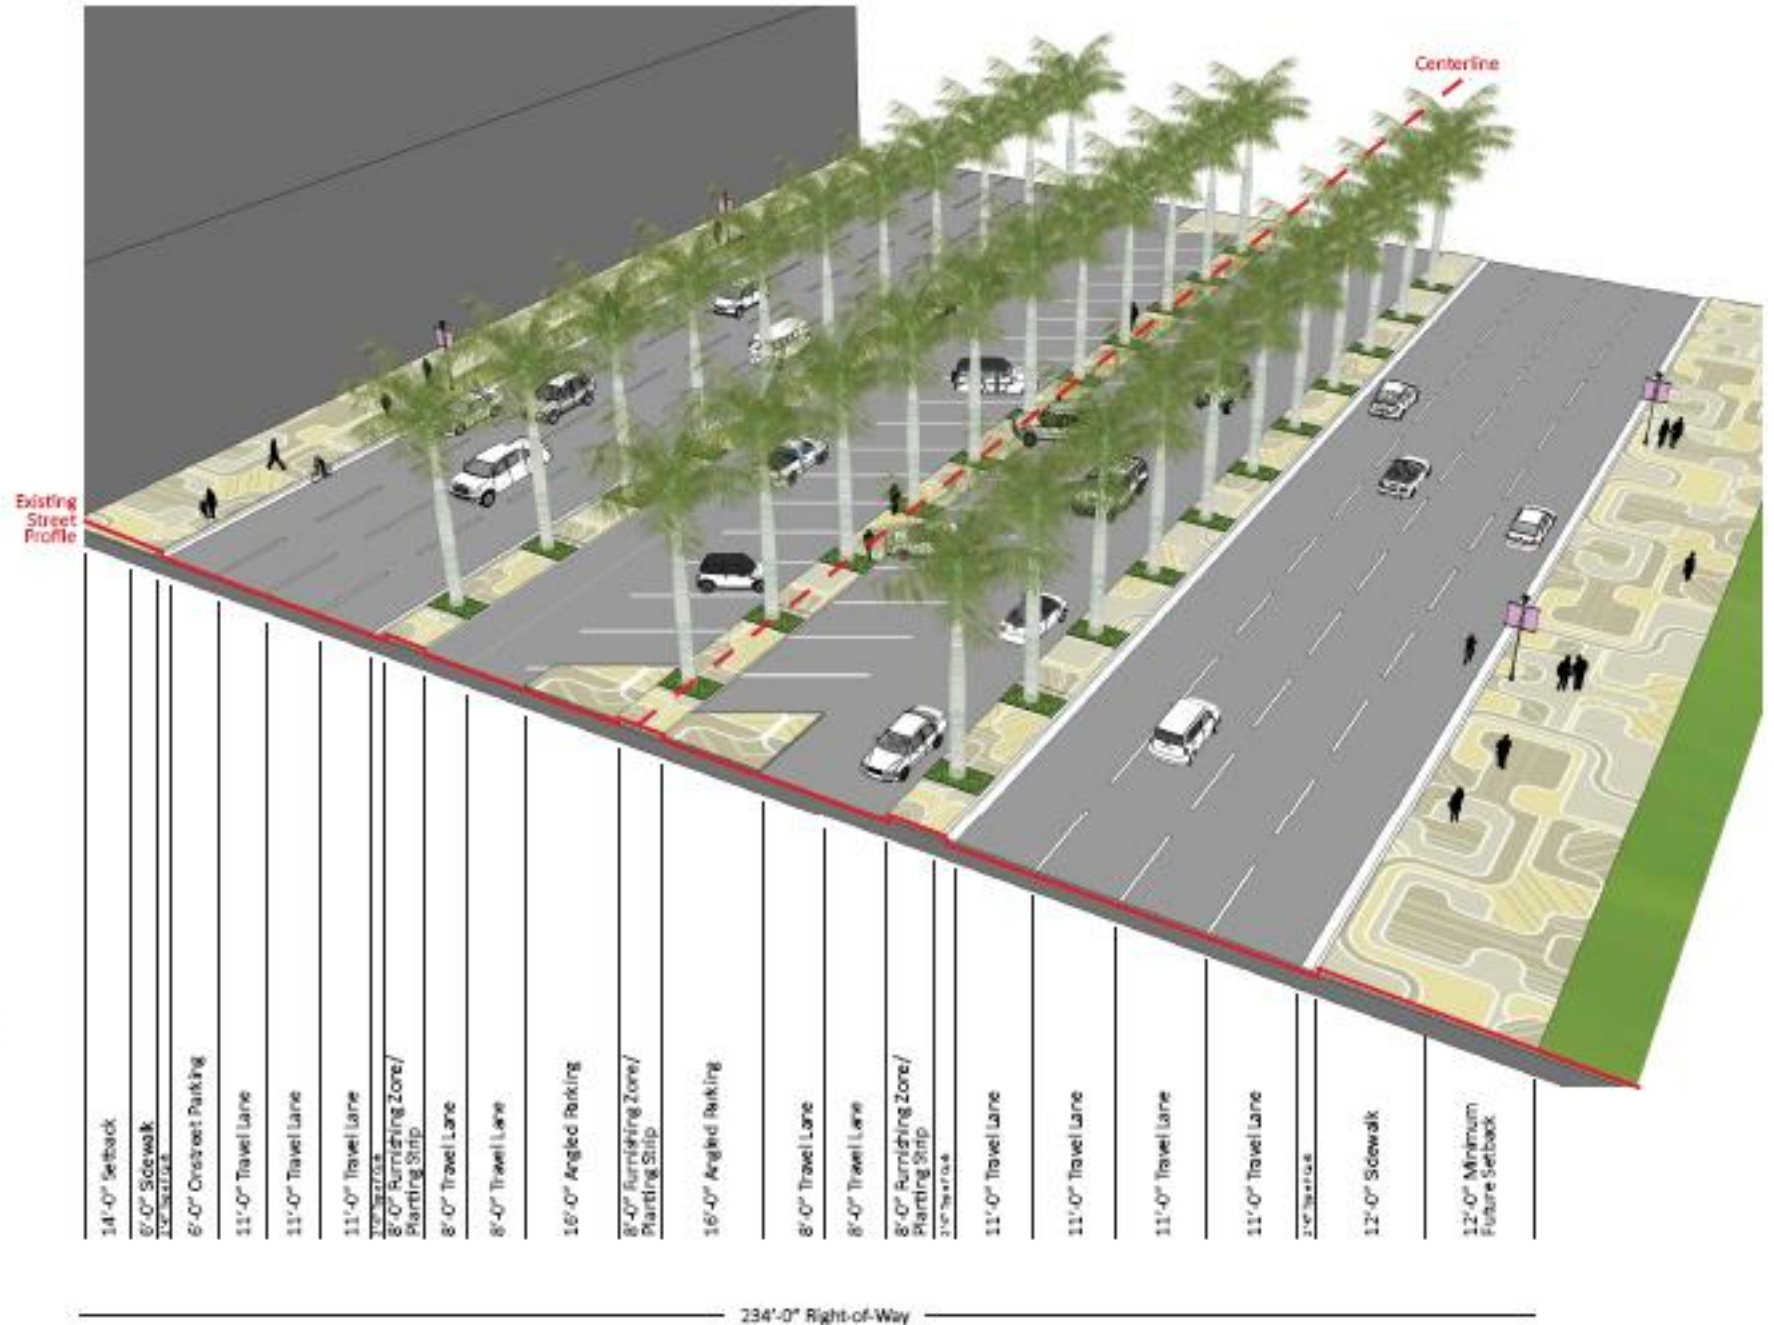 Centerline
Existing
Street
Profile
14'-0" Setback
6'-0" Sidewalk
6'-0" Onstreet Parking
11'-0" Travel Lane
11'-0" Travel Lane
11'-0" Travel Lane
8'-0" Furnishing Zone/
Planting Strip
8'-0" Travel Lane
8'-0" Travel Lane
16'-0" Angled Parking
8'-0" Furnishing Zone/
Planting Strip
16'-0" Angled Parking
8'-0" Travel Lane
8'-0" Travel Lane
8'-0" Furnishing Zone/
Planting Strip
11'-0" Travel Lane
11'-0" Travel Lane
11'-0" Travel Lane
11'-0" Travel Lane
12'-0" Sidewalk
12'-0" Minimum
Future Setback
234'-0" Right-of-Way